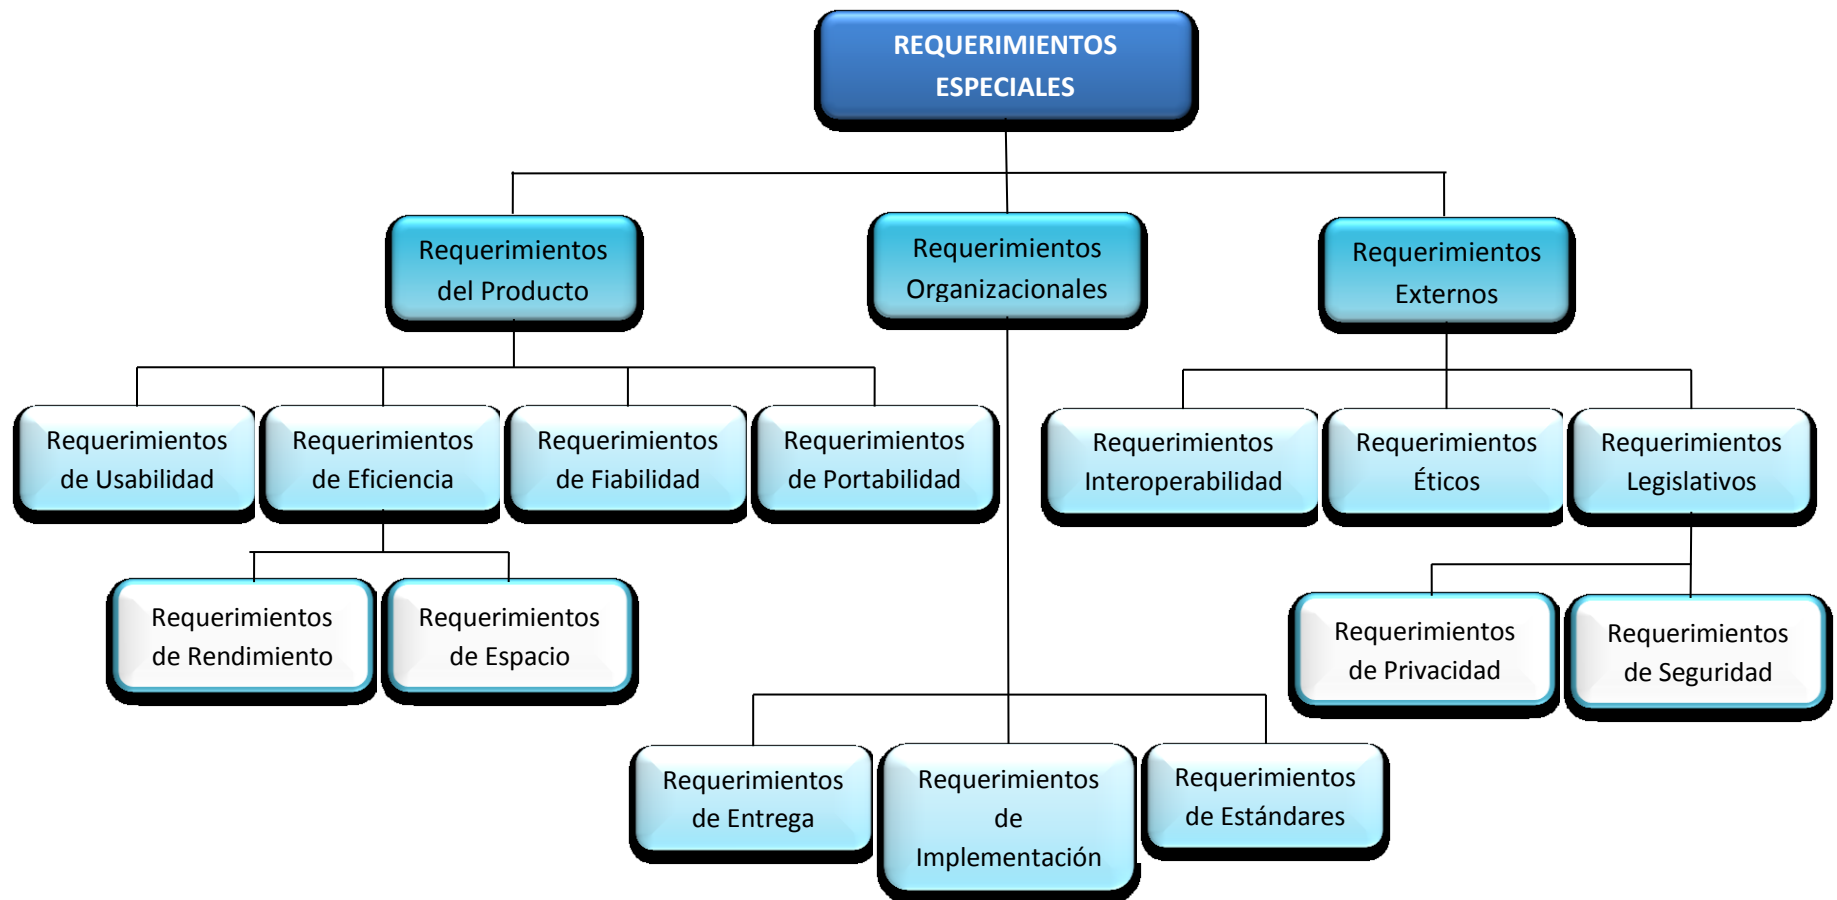 REQUERIMIENTOS
ESPECIALES
Requerimientos
del Producto
Requerimientos
Organizacionales
Requerimientos
Externos
Requerimientos
de Usabilidad
Requerimientos
de Eficiencia
Requerimientos
de Fiabilidad
Requerimientos
de Portabilidad
Requerimientos
Interoperabilidad
Requerimientos
Éticos
Requerimientos
Legislativos
Requerimientos
de Rendimiento
Requerimientos
de Espacio
Requerimientos
de Privacidad
Requerimientos
de Seguridad
Requerimientos
de Entrega
Requerimientos
de
Implementación
Requerimientos
de Estándares